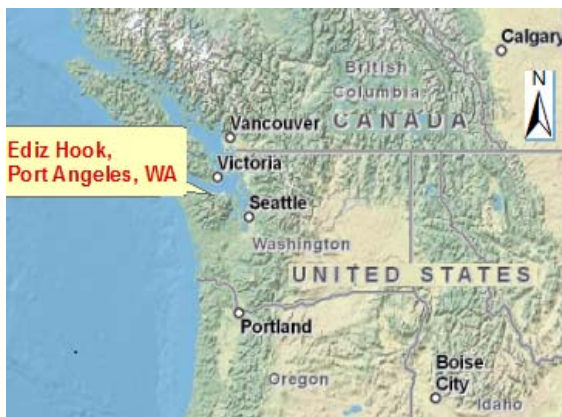 Calgary
N
British
Columbia
CANADA
Vancouver
Ediz Hook,
Port Angeles, WA
Victoria
Seattle
Washington
UNITED STATES
Portland
Boise
City
Oregon
Idaho